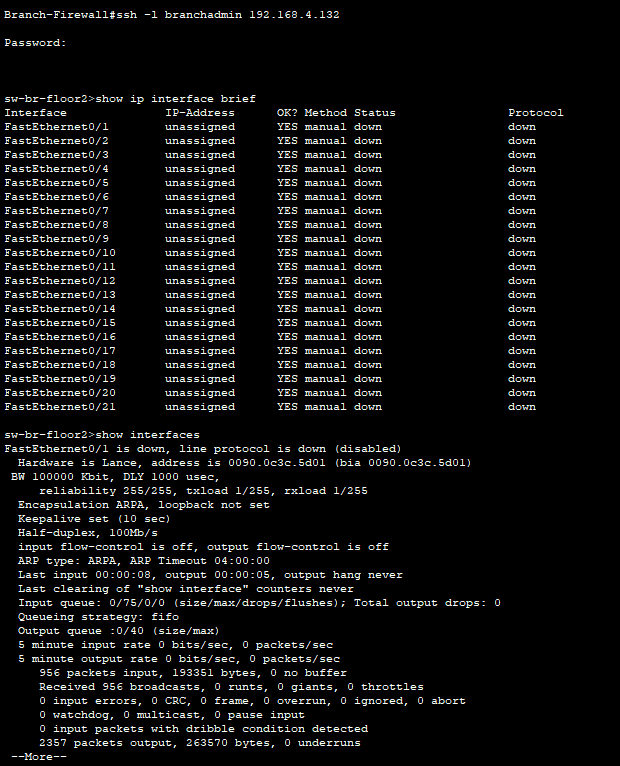 Branch-Firewall#ssh -l branchadmin 192.168.4.132
Password:
sw-br-floor2>show ip interface brief
Interface IP-Address OK? Method Status Protocol
FastEthernet0/1 unassigned YES manual down down
FastEthernet0/2 unassigned YES manual down down
FastEthernet0/3 unassigned YES manual down down
FastEthernet0/4 unassigned YES manual down down
FastEthernet0/5 unassigned YES manual down down
FastEthernet0/6 unassigned YES manual down down
FastEthernet0/7 unassigned YES manual down down
FastEthernet0/8 unassigned YES manual down down
FastEthernet0/9 unassigned YES manual down down
FastEthernet0/10 unassigned YES manual down down
FastEthernet0/11 unassigned YES manual down down
FastEthernet0/12 unassigned YES manual down down
FastEthernet0/13 unassigned YES manual down down
FastEthernet0/14 unassigned YES manual down down
FastEthernet0/15 unassigned YES manual down down
FastEthernet0/16 unassigned YES manual down down
FastEthernet0/17 unassigned YES manual down down
FastEthernet0/18 unassigned YES manual down down
FastEthernet0/19 unassigned YES manual down down
FastEthernet0/20 unassigned YES manual down down
FastEthernet0/21 unassigned YES manual down down
sw-br-floor2>show interfaces
FastEthernet0/1 is down, line protocol is down (disabled)
Hardware is Lance, address is 0090.0c3c.5d01 (bia 0090.0c3c.5d01)
BW 100000 Kbit, DLY 1000 usec,
reliability 255/255, txload 1/255, rxload 1/255
Encapsulation ARPA, loopback not set
Keepalive set (10 sec)
Half-duplex, 100Mb/s
input flow-control is off, output flow-control is off
ARP type: ARPA, ARP Timeout 04:00:00
Last input 00:00:08, output 00:00:05, output hang never
Last clearing of "show interface" counters never
Input queue: 0/75/0/0 (size/max/drops/flushes); Total output drops: 0
Queueing strategy: fifo
Output queue :0/40 (size/max)
5 minute input rate 0 bits/sec, 0 packets/sec
5 minute output rate 0 bits/sec, 0 packets/sec
956 packets input, 193351 bytes, 0 no buffer
Received 956 broadcasts, 0 runts, 0 giants, 0 throttles
0 input errors, 0 CRC, 0 frame, 0 overrun, 0 ignored, 0 abort
0 watchdog, 0 multicast, 0 pause input
0 input packets with dribble condition detected
2357 packets output, 263570 bytes, 0 underruns
--More--